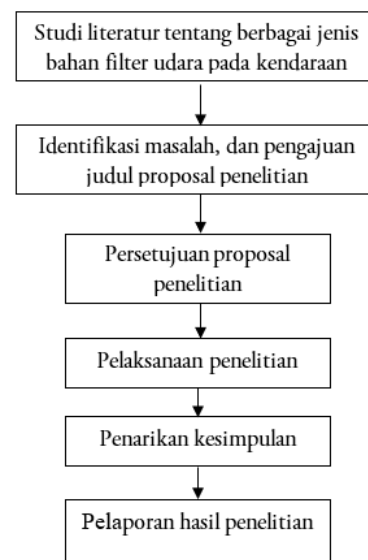 Studi literatur tentang berbagai jenis
bahan filter udara pada kendaraan
Identifikasi masalah, dan pengajuan
judul proposal penelitian
Persetujuan proposal
penelitian
Pelaksanaan penelitian
Penarikan kesimpulan
Pelaporan hasil penelitian